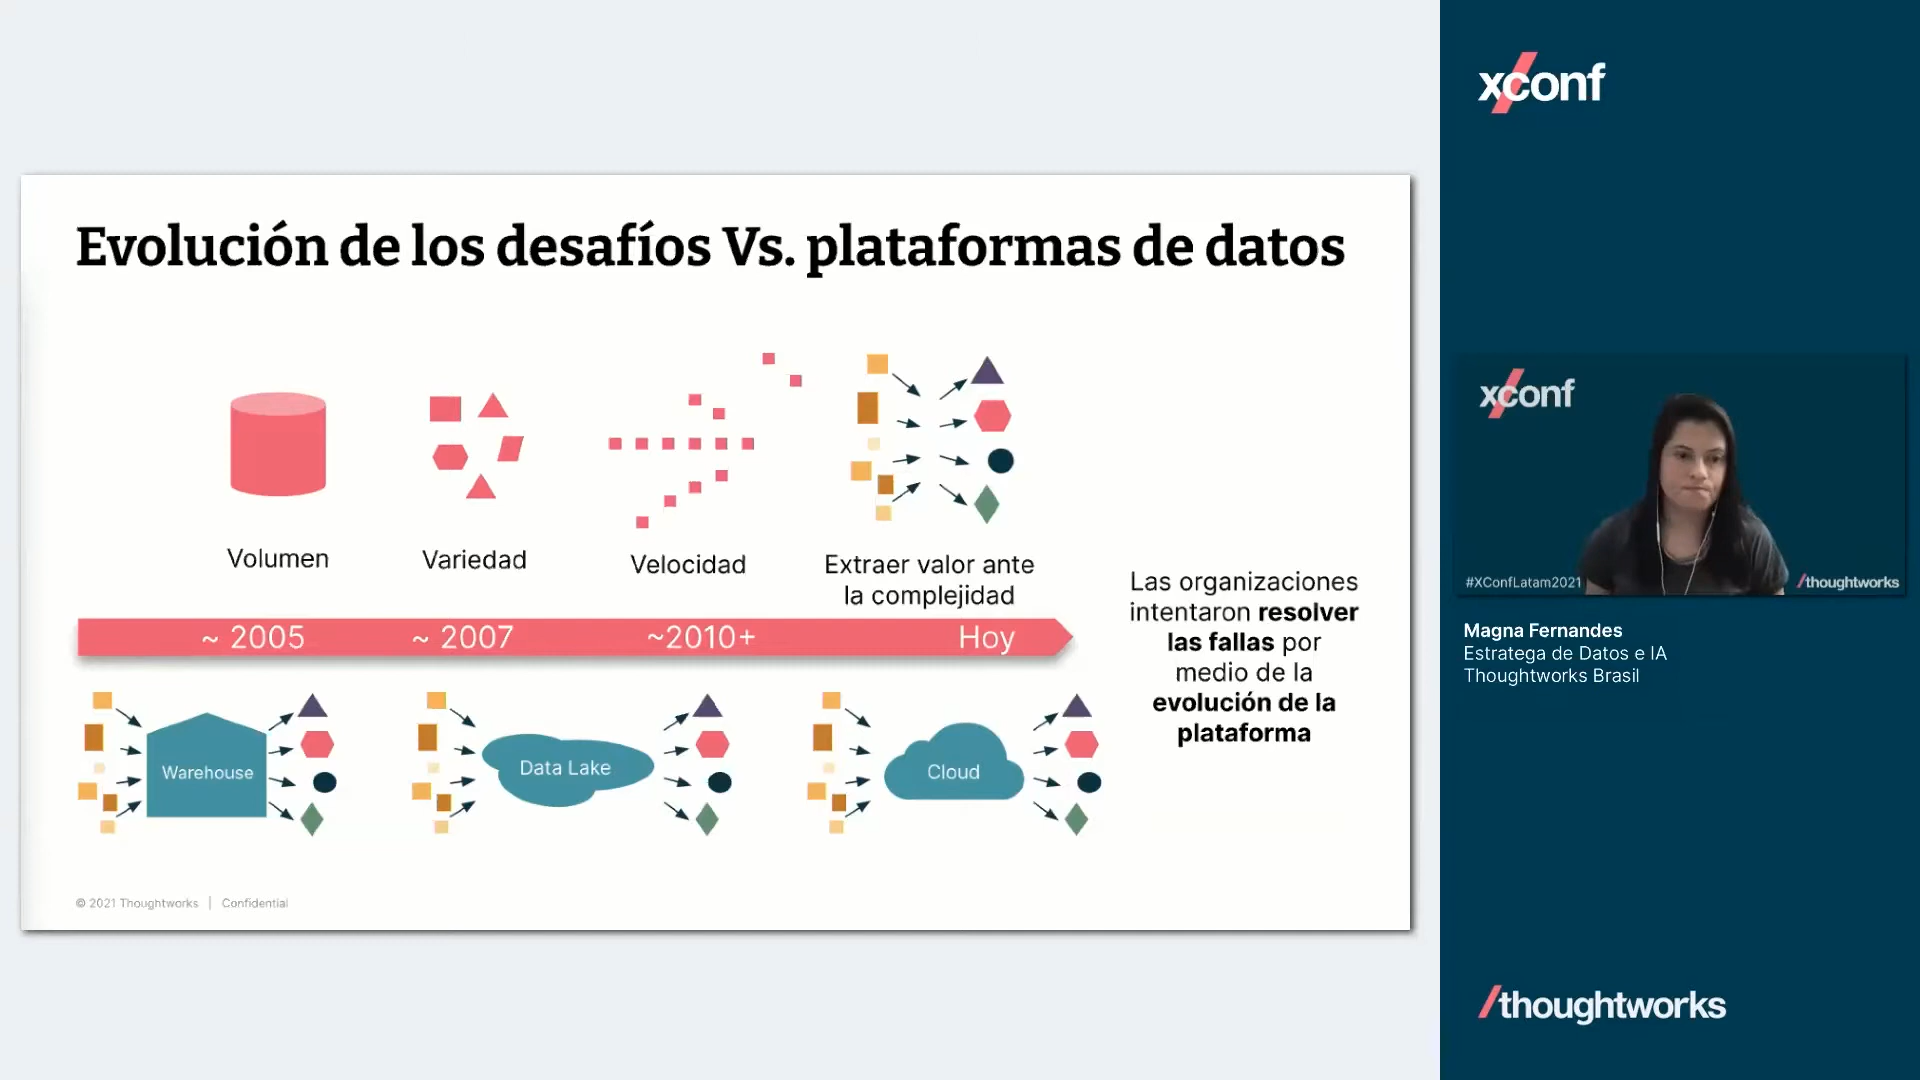 Evolución de los desafíos Vs. plataformas de datos
Volumen
Variedad
Velocidad
Extraer valor ante
la complejidad
~ 2005
~ 2007
~2010+
Hoy
Warehouse
Data Lake
Cloud
Las organizaciones
intentaron resolver
las fallas por
medio de la
evolución de la
plataforma
© 2021 Thoughtworks | Confidential
xconf
xconf
#XConfLatam2021
/thoughtworks
Magna Fernandes
Estratega de Datos e IA
Thoughtworks Brasil
/thoughtworks